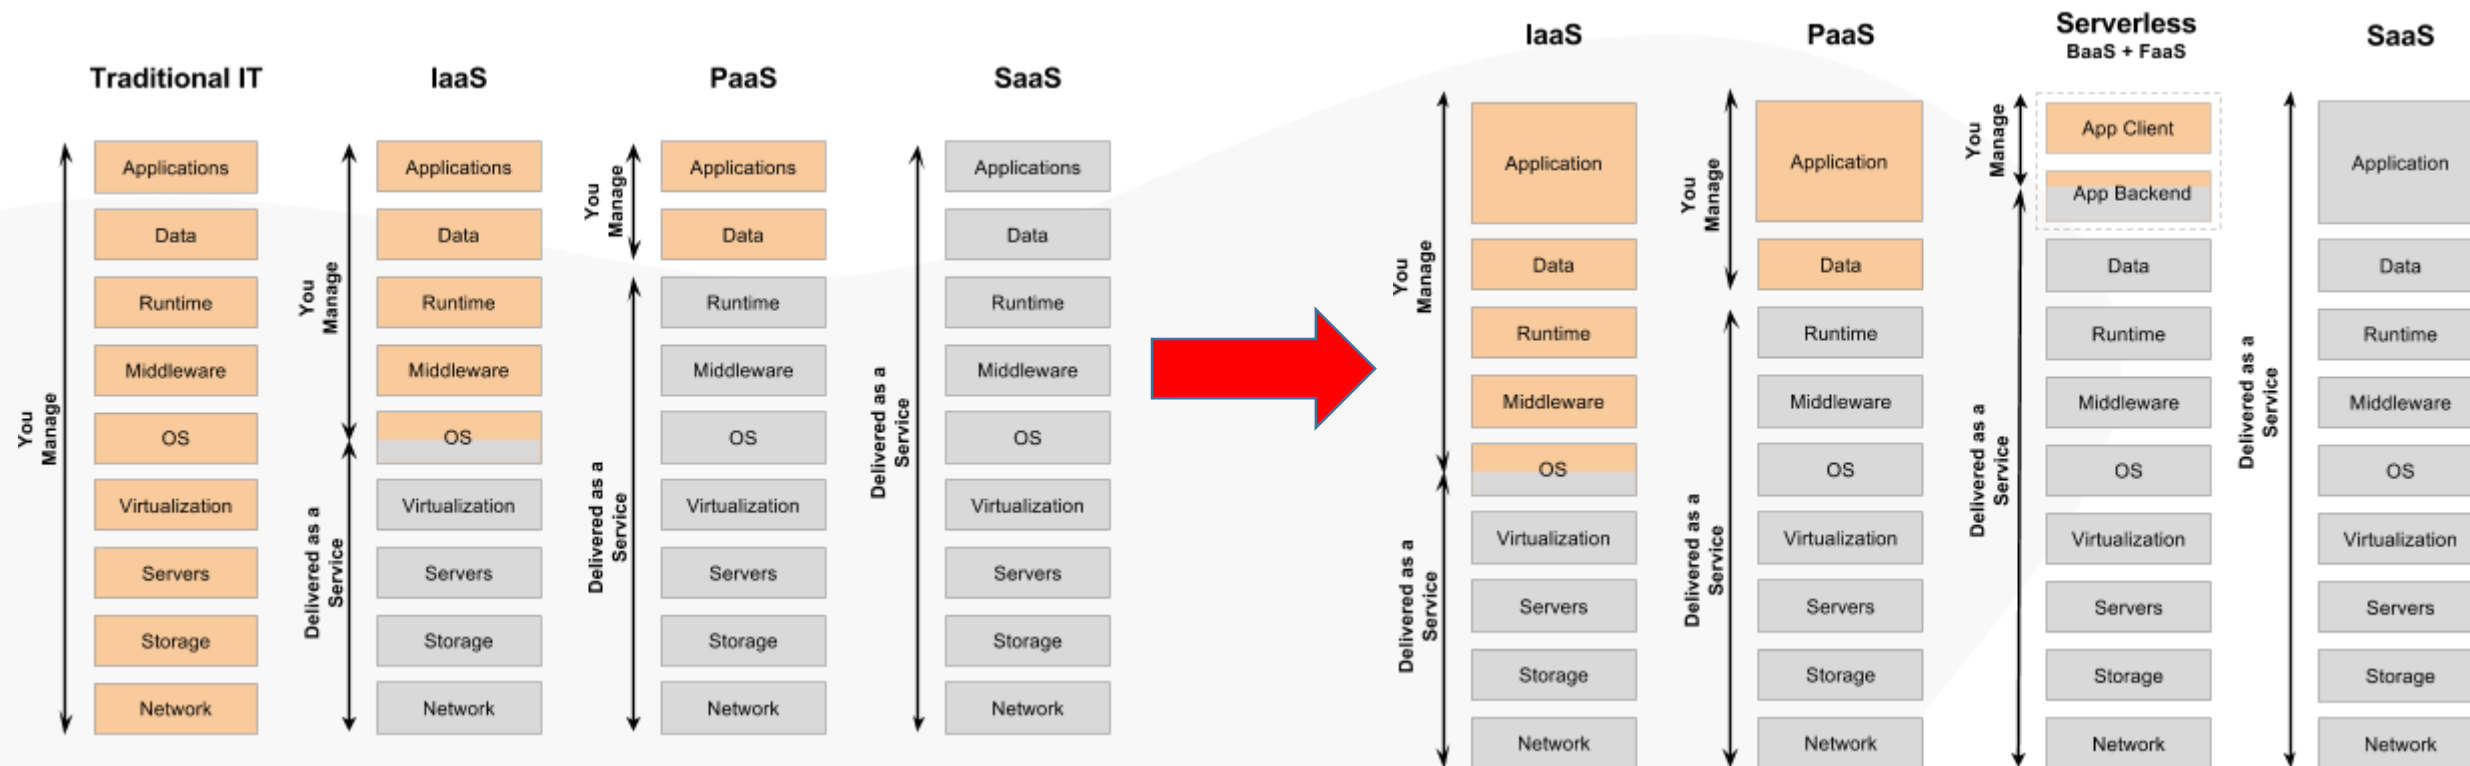 Traditional IT
You
Manage
Applications
Data
Runtime
Middleware
OS
Virtualization
Servers
Storage
Network
IaaS
You
Manage
Delivered as a
Service
Applications
Data
Runtime
Middleware
OS
Virtualization
Servers
Storage
Network
PaaS
You
Manage
Delivered as a
Service
Applications
Data
Runtime
Middleware
OS
Virtualization
Servers
Storage
Network
SaaS
Delivered as a
Service
Applications
Data
Runtime
Middleware
OS
Virtualization
Servers
Storage
Network
IaaS
You
Manage
Delivered as a
Service
Application
Data
Runtime
Middleware
OS
Virtualization
Servers
Storage
Network
PaaS
You
Manage
Delivered as a
Service
Application
Data
Runtime
Middleware
OS
Virtualization
Servers
Storage
Network
Serverless
BaaS + FaaS
You
Manage
Delivered as a
Service
App Client
App Backend
Data
Runtime
Middleware
OS
Virtualization
Servers
Storage
Network
SaaS
Delivered as a
Service
Application
Data
Runtime
Middleware
OS
Virtualization
Servers
Storage
Network